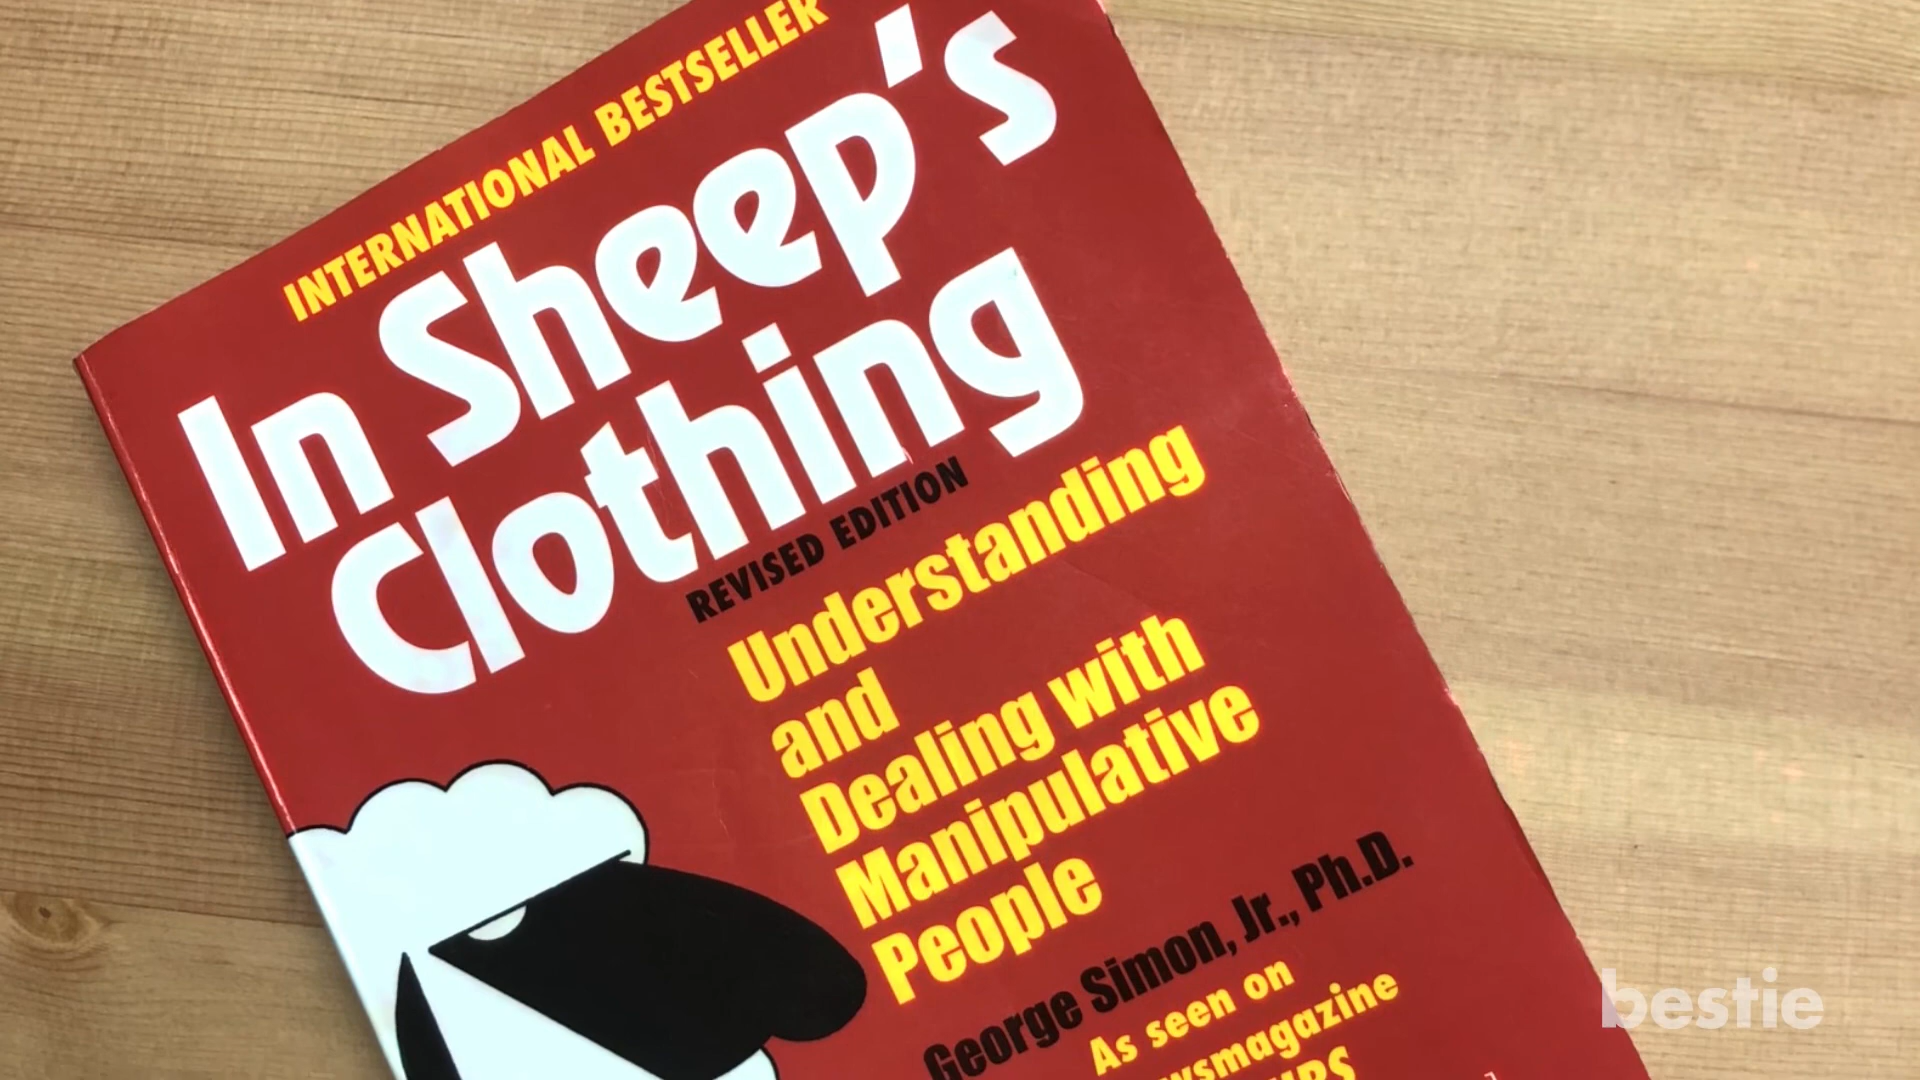 INTERNATIONAL BESTSELLER
In Sheep's
Clothing
REVISED EDITION
Understanding
and
Dealing with
Manipulative
People
George Simon, Jr., Ph.D.
As seen on
bestie